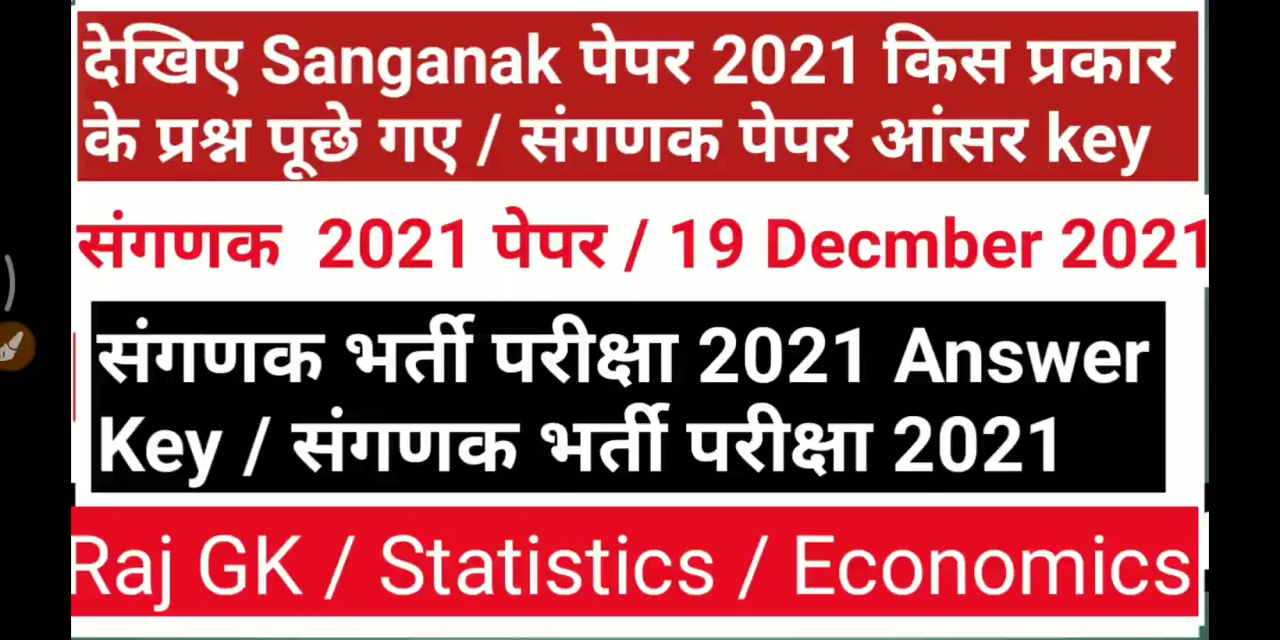 देखिए Sanganak पेपर 2021 किस प्रकार
के प्रश्न पूछे गए / संगणक पेपर आंसर key
संगणक 2021 पेपर / 19 Decmber 2021
संगणक भर्ती परीक्षा 2021 Answer
Key / संगणक भर्ती परीक्षा 2021
Raj GK / Statistics / Economics